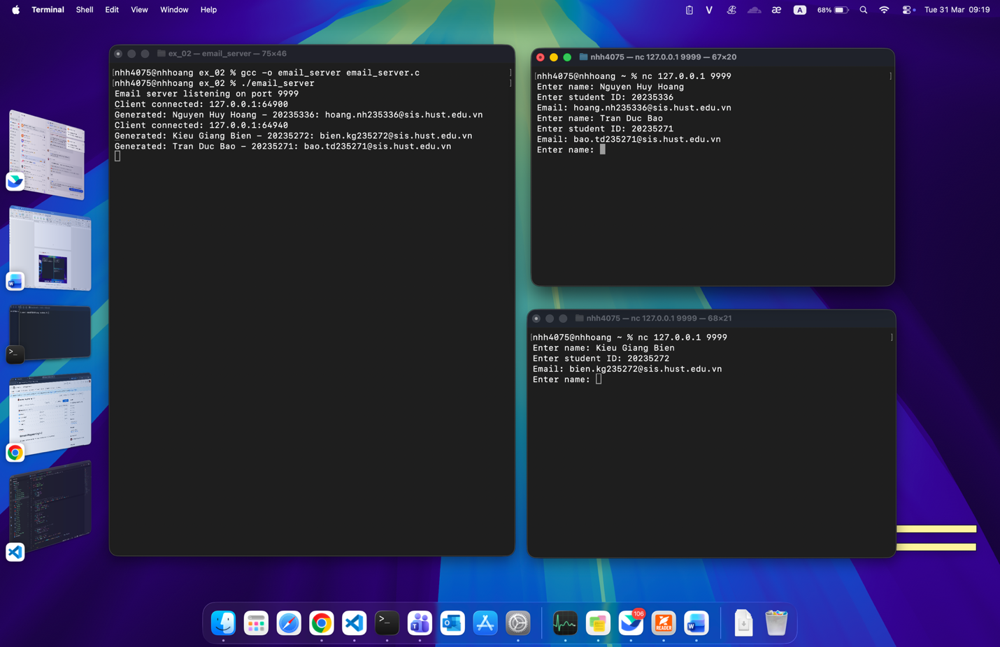 Terminal Shell Edit View Window Help
V æ A 68% Tue 31 Mar 09:19
ex_02 — email_server — 75×46
[nhh4075@nhhoang ex_02 % gcc -o email_server email_server.c ]
[nhh4075@nhhoang ex_02 % ./email_server ]
Email server listening on port 9999
Client connected: 127.0.0.1:64900
Generated: Nguyen Huy Hoang - 20235336: hoang.nh235336@sis.hust.edu.vn
Client connected: 127.0.0.1:64940
Generated: Kieu Giang Bien - 20235272: bien.kg235272@sis.hust.edu.vn
Generated: Tran Duc Bao - 20235271: bao.td235271@sis.hust.edu.vn
nhh4075 — nc 127.0.0.1 9999 — 67×20
[nhh4075@nhhoang ~ % nc 127.0.0.1 9999 ]
Enter name: Nguyen Huy Hoang
Enter student ID: 20235336
Email: hoang.nh235336@sis.hust.edu.vn
Enter name: Tran Duc Bao
Enter student ID: 20235271
Email: bao.td235271@sis.hust.edu.vn
Enter name:
nhh4075 — nc 127.0.0.1 9999 — 68×21
[nhh4075@nhhoang ~ % nc 127.0.0.1 9999 ]
Enter name: Kieu Giang Bien
Enter student ID: 20235272
Email: bien.kg235272@sis.hust.edu.vn
Enter name:
W
>_
>_
106
READER
W